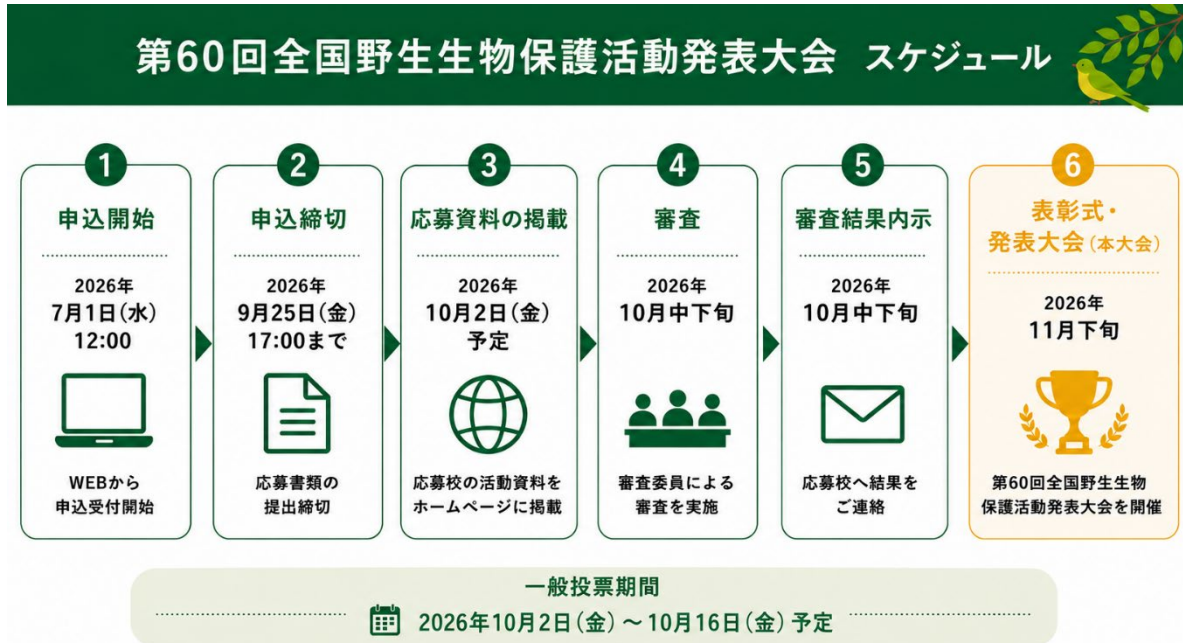 第60回全国野生生物保護活動発表大会 スケジュール
1
申込開始
2026年
7月1日(水)
12:00
WEBから
申込受付開始
2
申込締切
2026年
9月25日(金)
17:00まで
応募書類の
提出締切
3
応募資料の掲載
2026年
10月2日(金)
予定
応募校の活動資料を
ホームページに掲載
4
審査
2026年
10月中下旬
審査委員による
審査を実施
5
審査結果内示
2026年
10月中下旬
応募校へ結果を
ご連絡
6
表彰式・
発表大会(本大会)
2026年
11月下旬
第60回全国野生生物
保護活動発表大会を開催
一般投票期間
2026年10月2日(金)～10月16日(金)予定